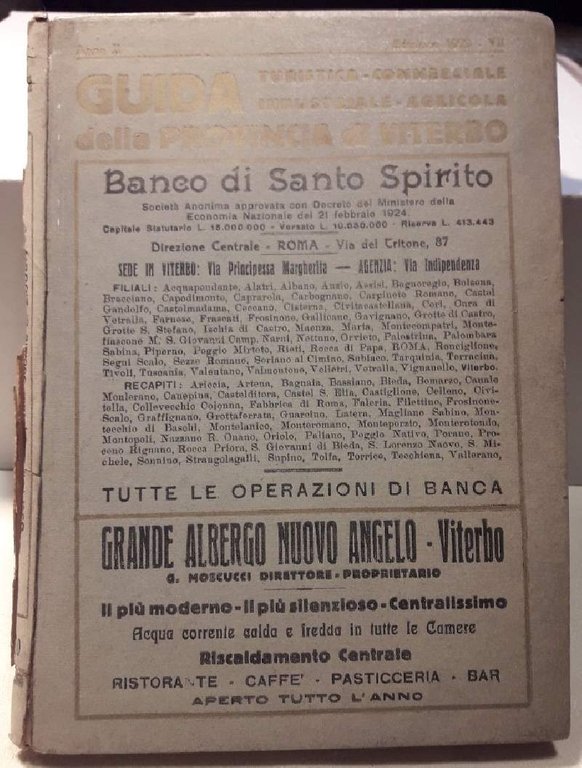 Anno II Edizione 1929 - VII
GUIDA TURISTICA - COMMERCIALE
INDUSTRIALE - AGRICOLA
della PROVINCIA di VITERBO
Banco di Santo Spirito
Società Anonima approvata con Decreto del Ministero della
Economia Nazionale del 21 febbraio 1924.
Capitale Statutario L. 15.000.000 - Versato L. 10.080.000 - Riserva L. 413.443
Direzione Centrale - ROMA - Via del Tritone, 87
SEDE IN VITERBO: Via Principessa Margherita — AGENZIA: Via Indipendenza
FILIALI: Acquapendente, Alatri, Albano, Anzio, Assisi, Bagnoregio, Bolsena,
Bracciano, Capodimonte, Caprarola, Carbognano, Carpineto Romano, Castel
Gandolfo, Castelmadama, Ceccano, Cisterna, Civitacastellana, Cori, Cura di
Vetralla, Farnese, Frascati, Frosinone, Gallicano, Gavignano, Grotte di Castro,
Grotte S. Stefano, Ischia di Castro, Maenza, Marta, Montecompatri, Monte-
fiascone M. S. Giovanni Camp. Narni, Nettuno, Orvieto, Palestrina, Palombara
Sabina, Piperno, Poggio Mirteto, Rieti, Rocca di Papa, ROMA, Ronciglione,
Segni Scalo, Sezze Romano, Soriano al Cimino, Subiaco, Tarquinia, Terracina,
Tivoli, Tuscania, Valentano, Valmontone, Velletri, Vetralla, Vignanello, Viterbo.
RECAPITI: Ariccia, Artena, Bagnaia, Bassiano, Bieda, Bomarzo, Canale
Monterano, Canepina, Casteldilora, Castel S. Elia, Castiglione, Celleno, Civi-
tella, Collevecchio Colonna, Fabbrica di Roma, Faleria, Filettino, Frosinone-
Scalo, Graffignano, Grottaferrata, Guarcino, Latera, Magliano Sabino, Mon-
tecchio di Baschi, Montelanico, Monteromano, Monteporzio, Monterotondo,
Montopoli, Nazzano R. Onano, Oriolo, Paliano, Poggio Nativo, Porano, Pro-
ceno Rignano, Rocca Priora, S. Giovanni di Bieda, S. Lorenzo Nuovo, S. Mi-
chele, Sonnino, Strangolagalli, Supino, Tolfa, Torrice, Tecchiena, Vallerano,
TUTTE LE OPERAZIONI DI BANCA
GRANDE ALBERGO NUOVO ANGELO - Viterbo
G. MOSCUCCI DIRETTORE - PROPRIETARIO
Il più moderno - Il più silenzioso - Centralissimo
Acqua corrente calda e fredda in tutte le Camere
Riscaldamento Centrale
RISTORANTE - CAFFE' - PASTICCERIA - BAR
APERTO TUTTO L'ANNO